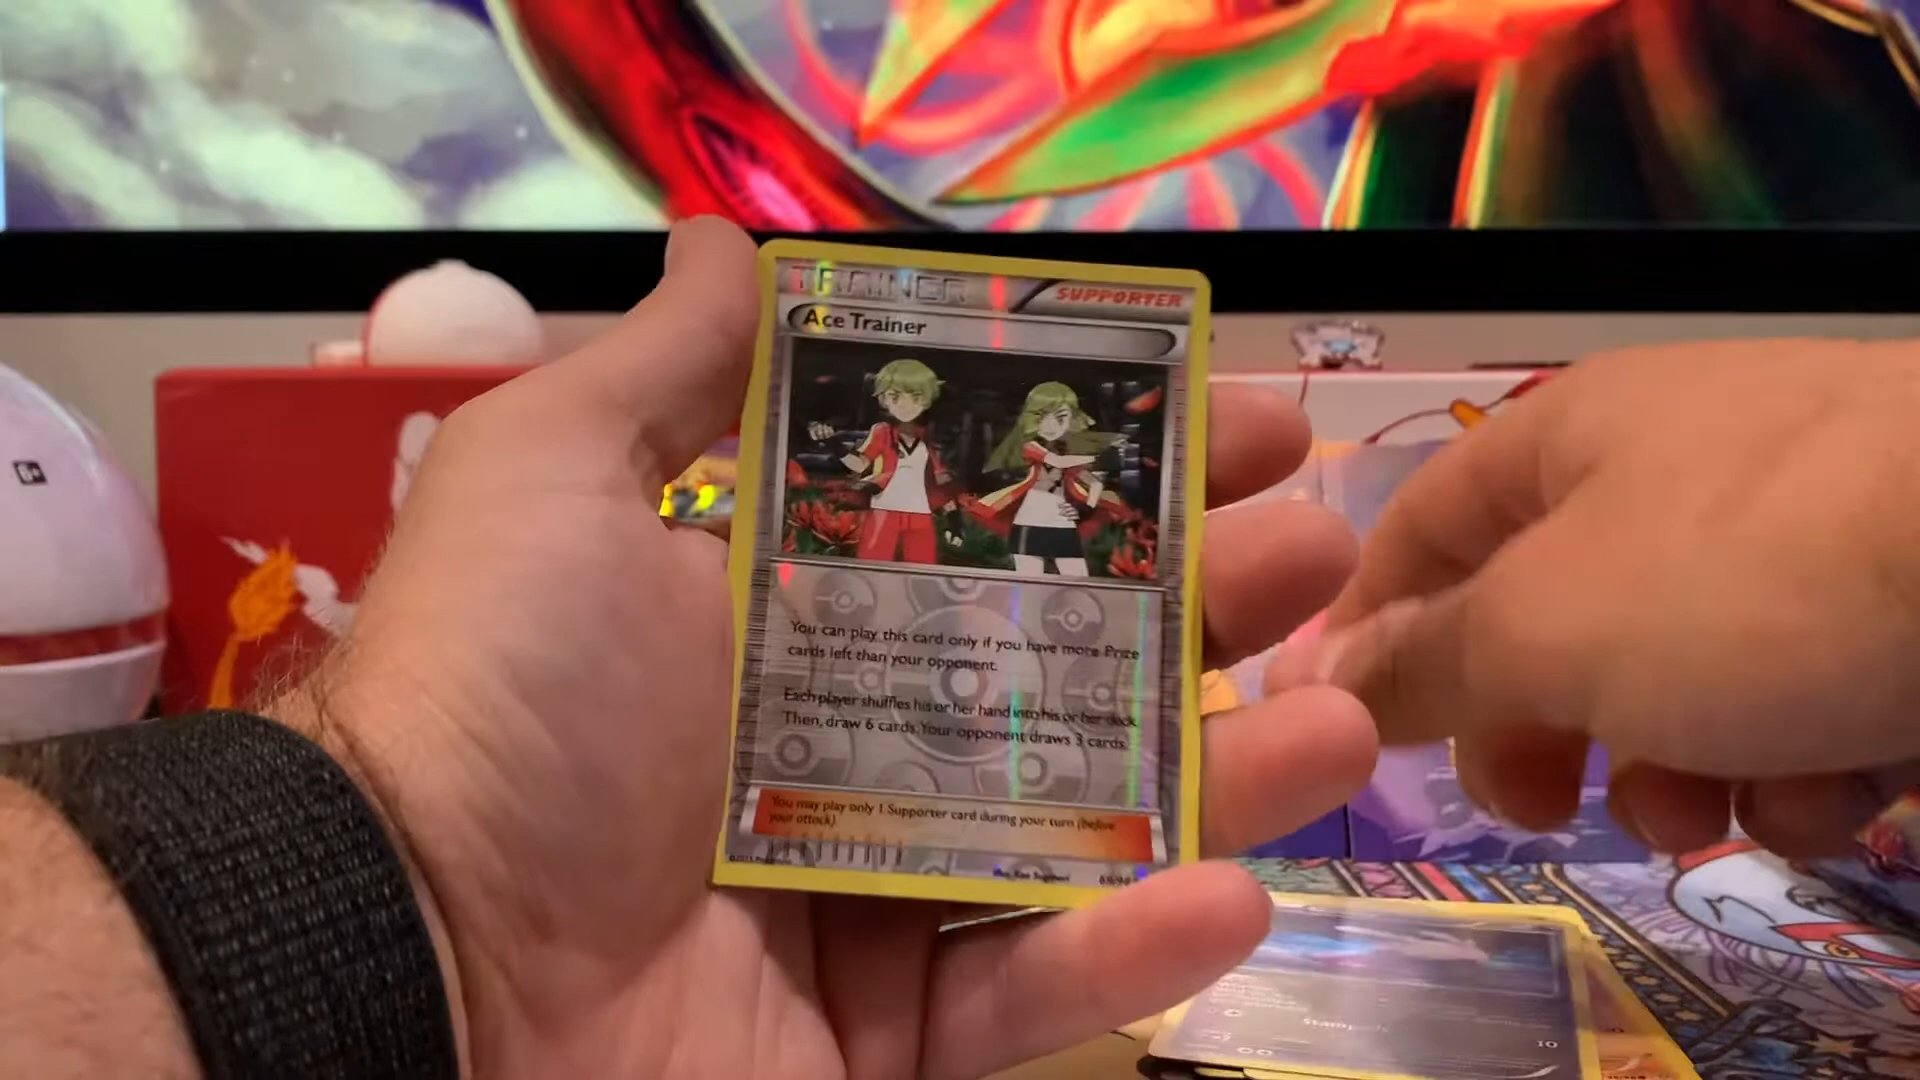 TRAINER
SUPPORTER
Ace Trainer
You can play this card only if you have more Prize
cards left than your opponent.
Each player shuffles his or her hand into his or her deck.
Then, draw 6 cards. Your opponent draws 3 cards.
You may play only 1 Supporter card during your turn (before
your attack).
6+
Stampede
10